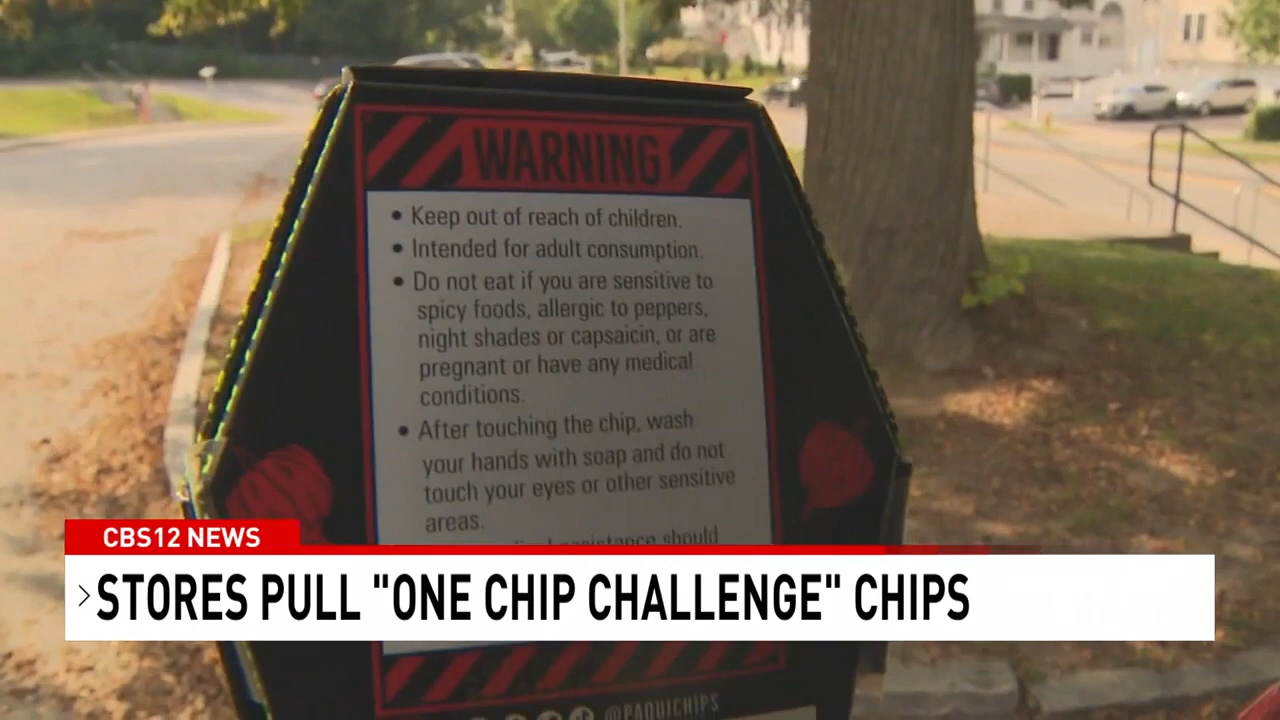 WARNING
• Keep out of reach of children.
• Intended for adult consumption.
• Do not eat if you are sensitive to
spicy foods, allergic to peppers,
night shades or capsaicin, or are
pregnant or have any medical
conditions.
• After touching the chip, wash
your hands with soap and do not
touch your eyes or other sensitive
areas.
assistance should
CBS12 NEWS
STORES PULL "ONE CHIP CHALLENGE" CHIPS
@PAQUICHIPS